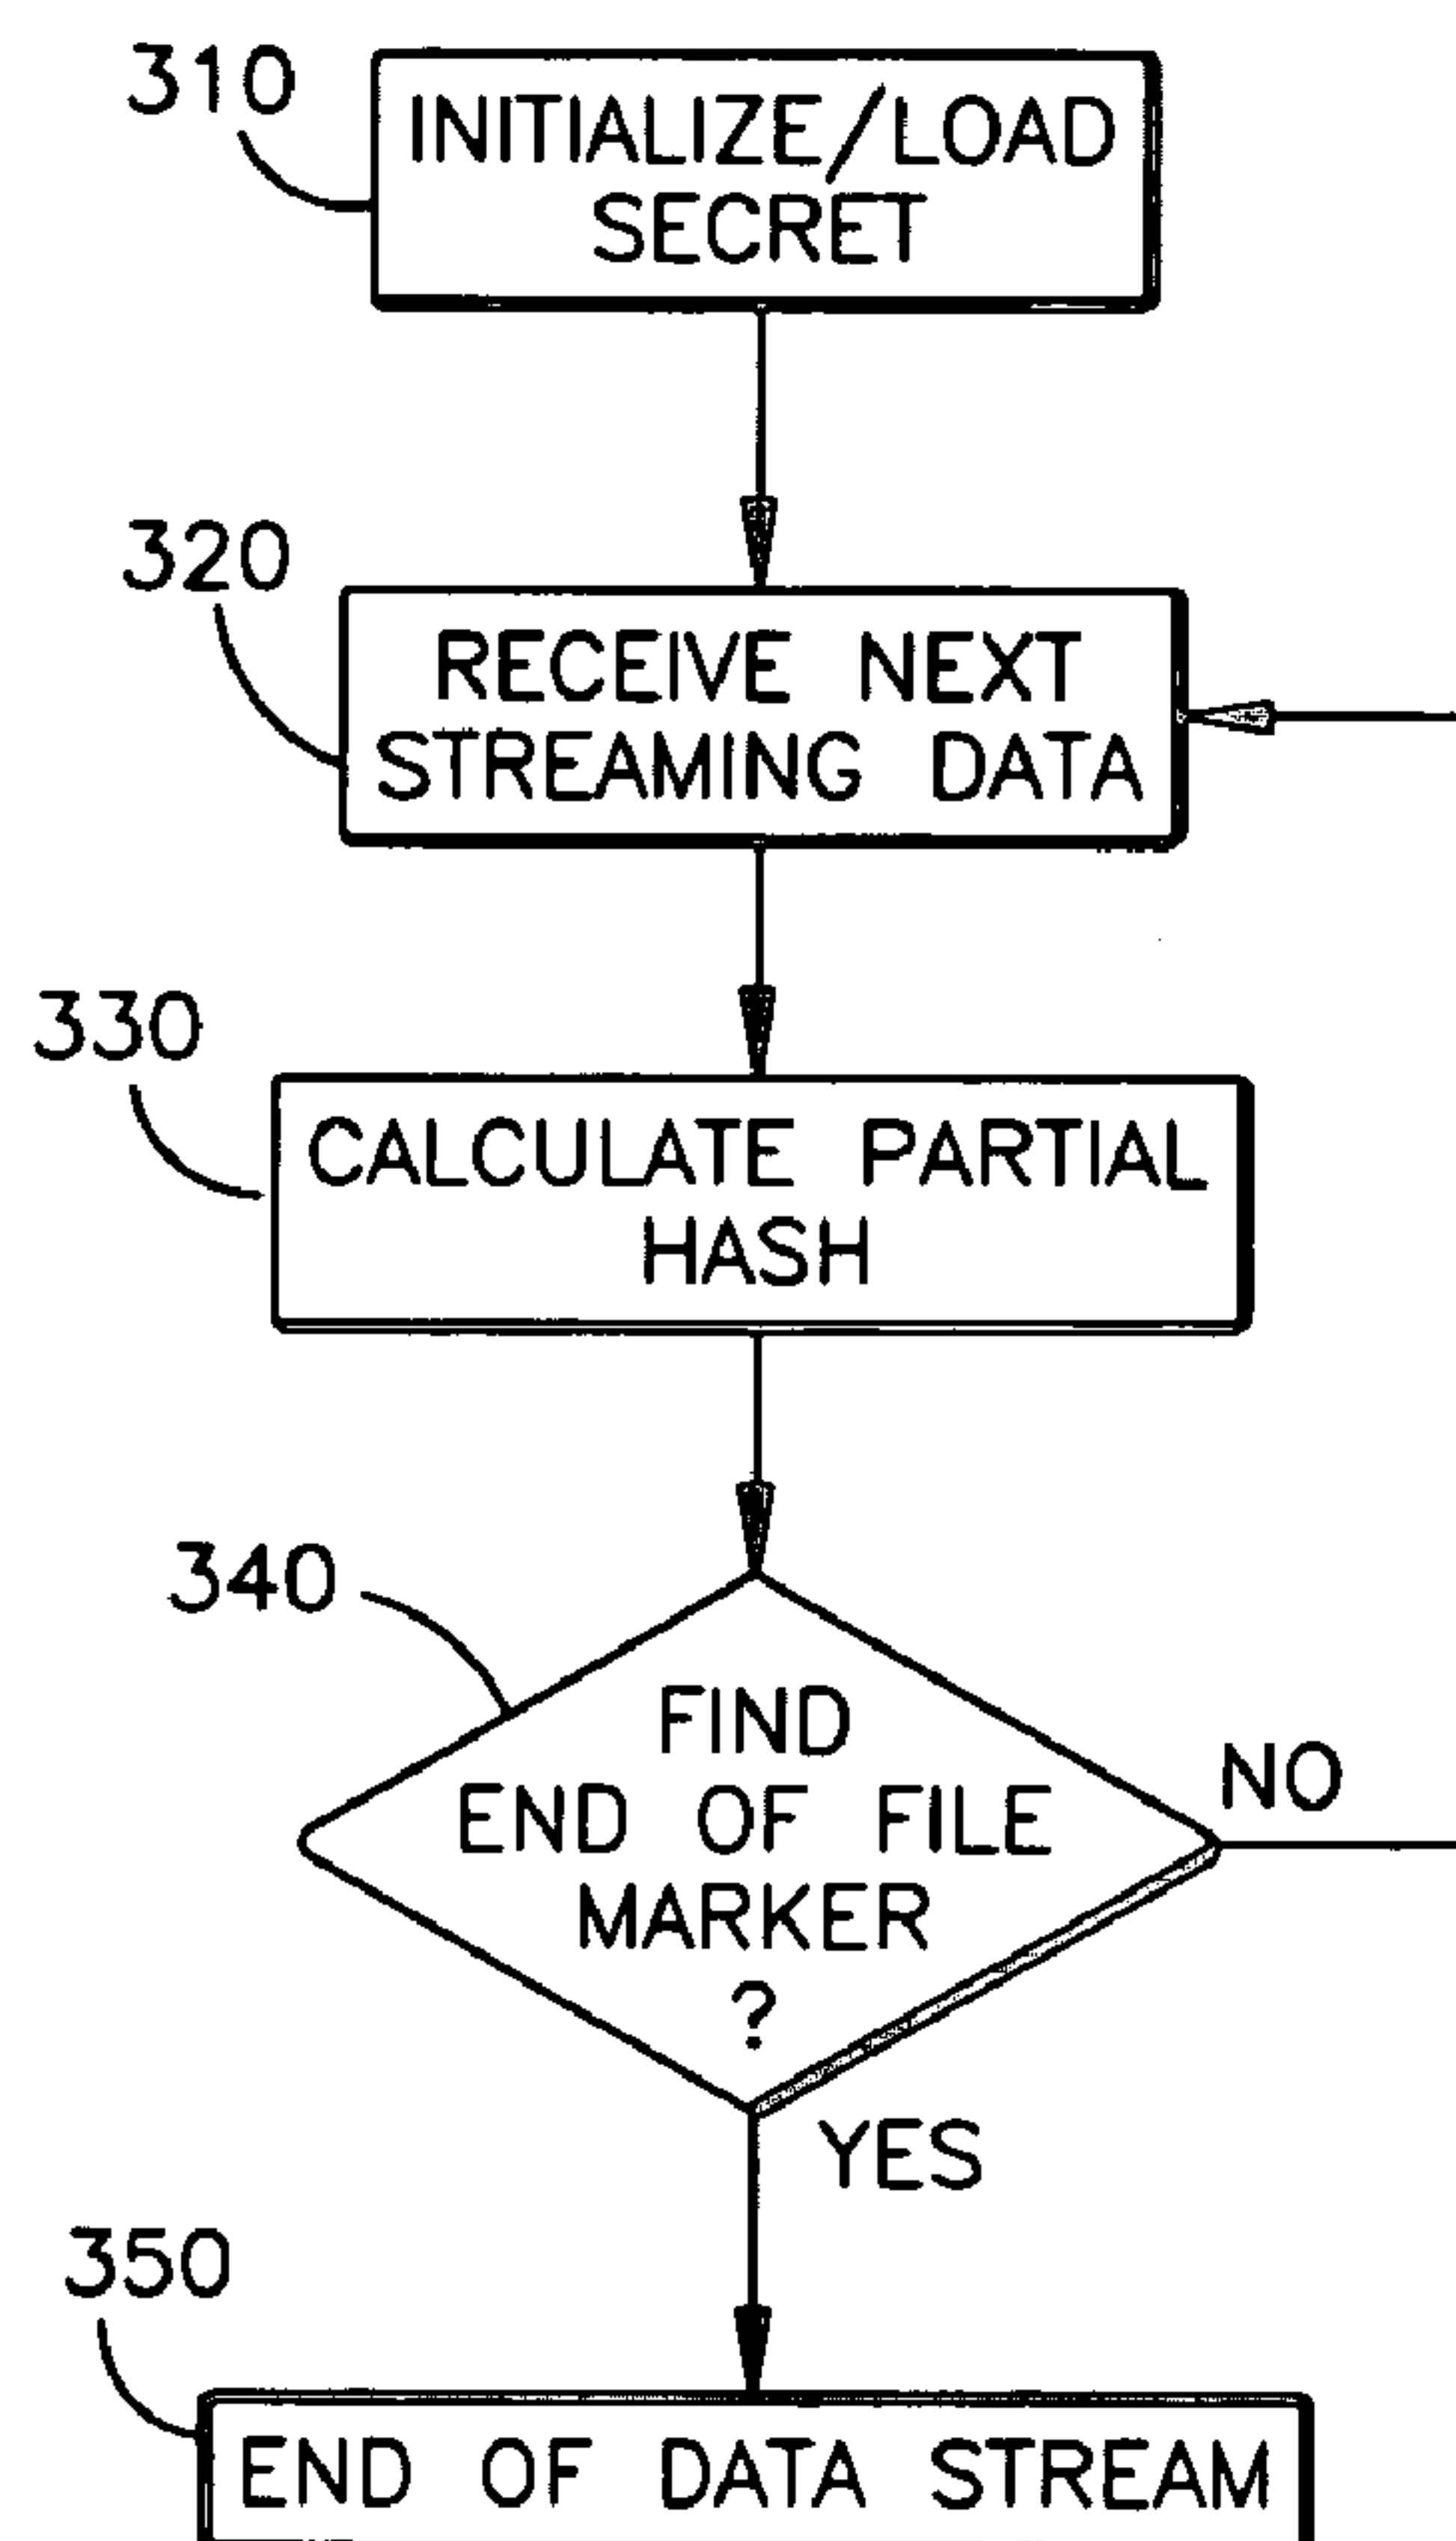 310
INITIALIZE/LOAD
SECRET
320
RECEIVE NEXT
STREAMING DATA
330
CALCULATE PARTIAL
HASH
340
FIND
END OF FILE
MARKER
?
NO
YES
350
END OF DATA STREAM